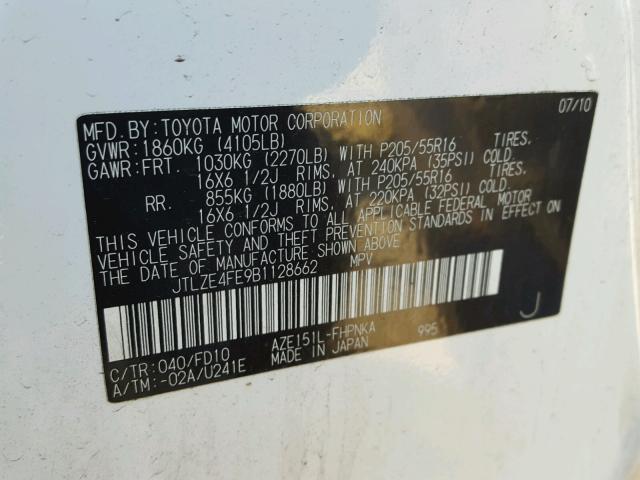 07/10
MFD.BY: TOYOTA MOTOR CORPORATION
GVWR: 1860KG (4105LB)
GAWR: FRT. 1030KG (2270LB) WITH P205/55R16 TIRES.
16X6 1/2J RIMS, AT 240KPA (35PSI) COLD.
RR. 855KG (1880LB) WITH P205/55R16 TIRES.
16X6 1/2J RIMS, AT 220KPA (32PSI) COLD.
THIS VEHICLE CONFORMS TO ALL APPLICABLE FEDERAL MOTOR
VEHICLE SAFETY AND THEFT PREVENTION STANDARDS IN EFFECT ON
THE DATE OF MANUFACTURE SHOWN ABOVE.
JTLZE4FE9B1128662 MPV
J
C/TR: 040/FD10 AZE151L-FHPNKA 995
A/TM: -02A/U241E MADE IN JAPAN